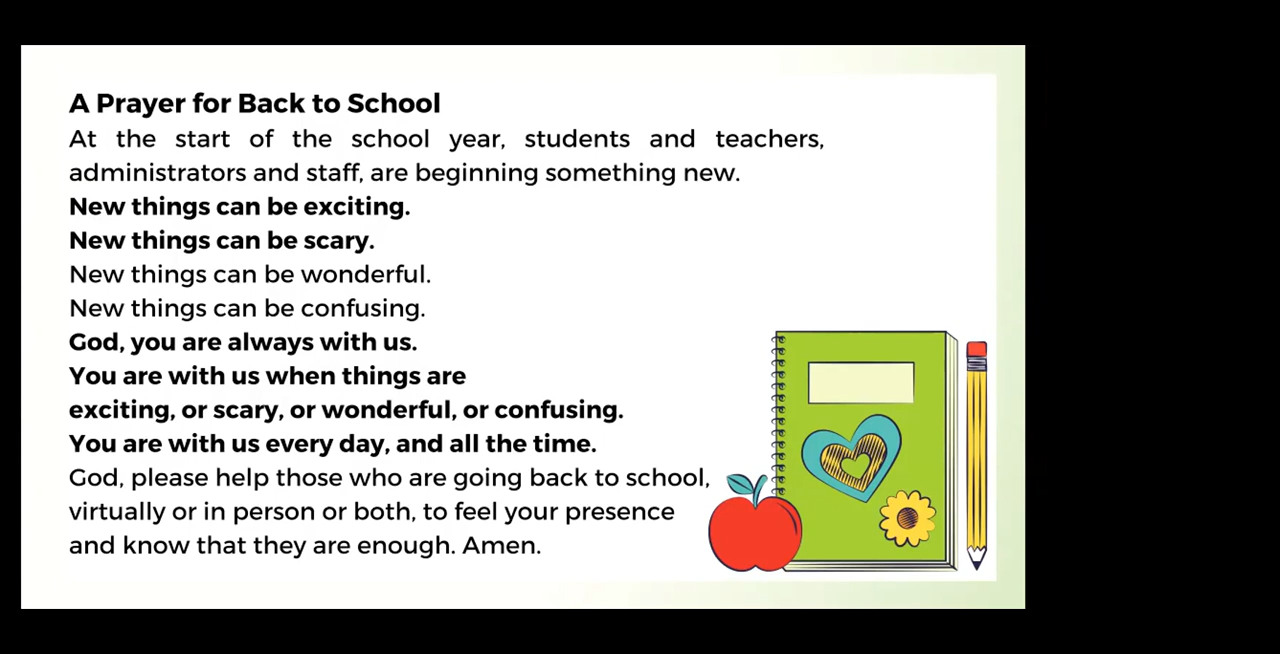 A Prayer for Back to School
At the start of the school year, students and teachers,
administrators and staff, are beginning something new.
New things can be exciting.
New things can be scary.
New things can be wonderful.
New things can be confusing.
God, you are always with us.
You are with us when things are
exciting, or scary, or wonderful, or confusing.
You are with us every day, and all the time.
God, please help those who are going back to school,
virtually or in person or both, to feel your presence
and know that they are enough. Amen.